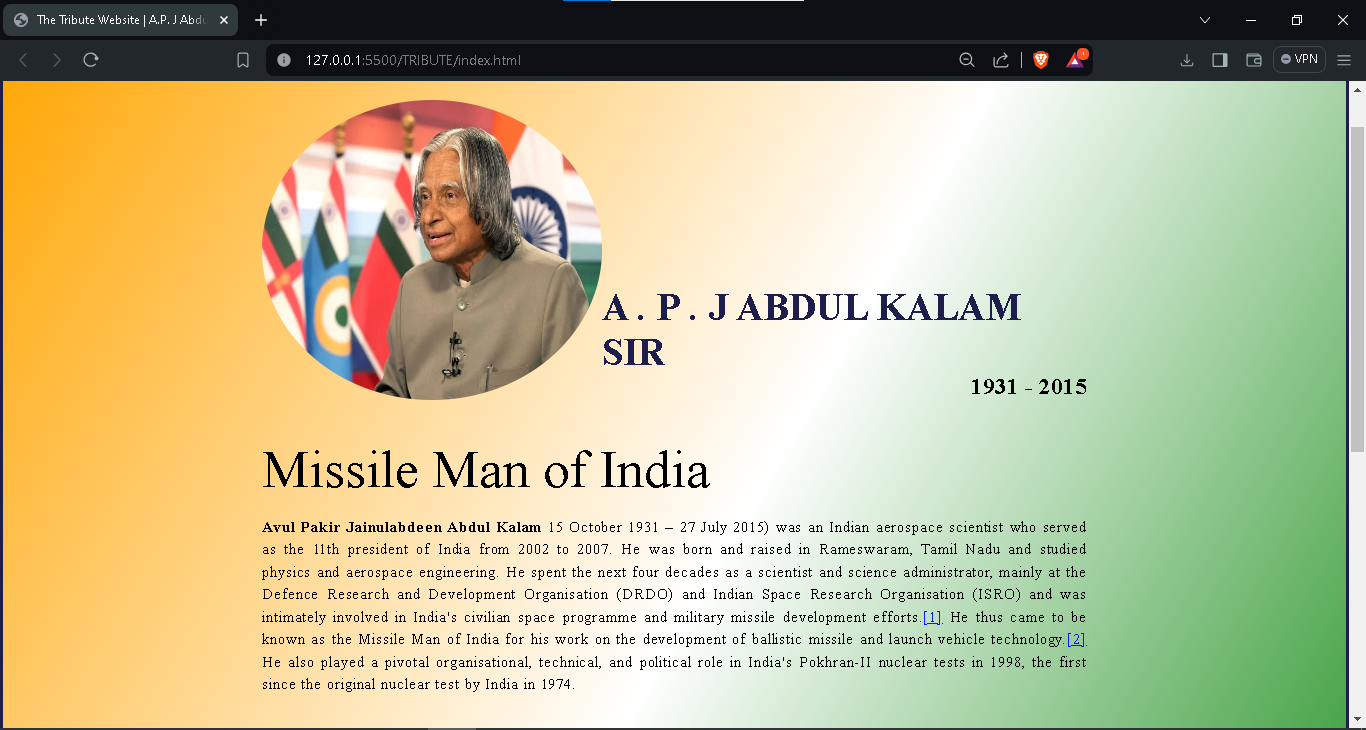 The Tribute Website | A.P. J Abdu
127.0.0.1:5500/TRIBUTE/index.html
VPN
A . P . J ABDUL KALAM
SIR
1931 - 2015
Missile Man of India
Avul Pakir Jainulabdeen Abdul Kalam 15 October 1931 – 27 July 2015) was an Indian aerospace scientist who served
as the 11th president of India from 2002 to 2007. He was born and raised in Rameswaram, Tamil Nadu and studied
physics and aerospace engineering. He spent the next four decades as a scientist and science administrator, mainly at the
Defence Research and Development Organisation (DRDO) and Indian Space Research Organisation (ISRO) and was
intimately involved in India's civilian space programme and military missile development efforts.[1] He thus came to be
known as the Missile Man of India for his work on the development of ballistic missile and launch vehicle technology.[2]
He also played a pivotal organisational, technical, and political role in India's Pokhran-II nuclear tests in 1998, the first
since the original nuclear test by India in 1974.